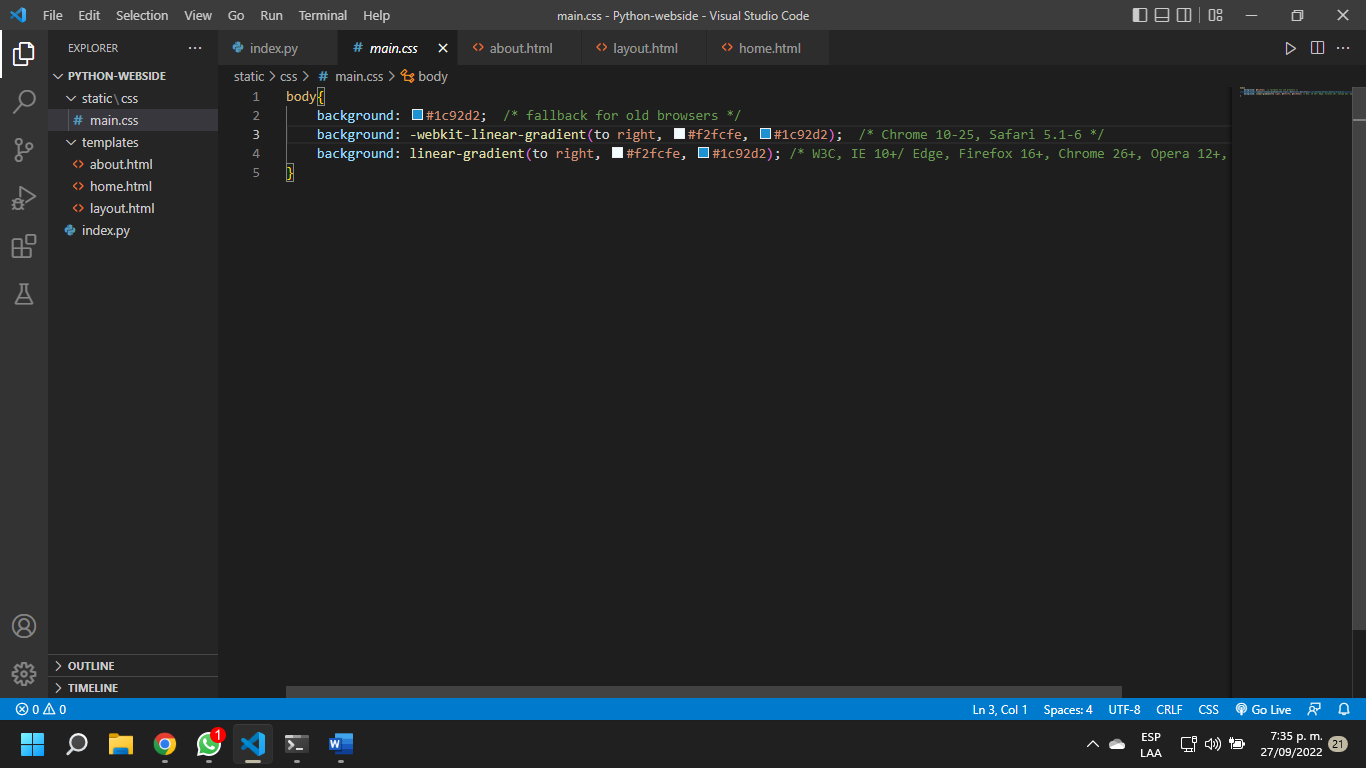 File Edit Selection View Go Run Terminal Help
main.css - Python-webside - Visual Studio Code
EXPLORER
index.py
# main.css
<> about.html
<> layout.html
<> home.html
PYTHON-WEBSIDE
static\css
# main.css
templates
<> about.html
<> home.html
<> layout.html
index.py
static > css > # main.css > body
1 body{
2 background: #1c92d2; /* fallback for old browsers */
3 background: -webkit-linear-gradient(to right, #f2fcfe, #1c92d2); /* Chrome 10-25, Safari 5.1-6 */
4 background: linear-gradient(to right, #f2fcfe, #1c92d2); /* W3C, IE 10+/ Edge, Firefox 16+, Chrome 26+, Opera 12+,
5 }
OUTLINE
TIMELINE
0 0
Ln 3, Col 1 Spaces: 4 UTF-8 CRLF CSS Go Live
1
ESP
LAA
7:35 p. m.
27/09/2022
21